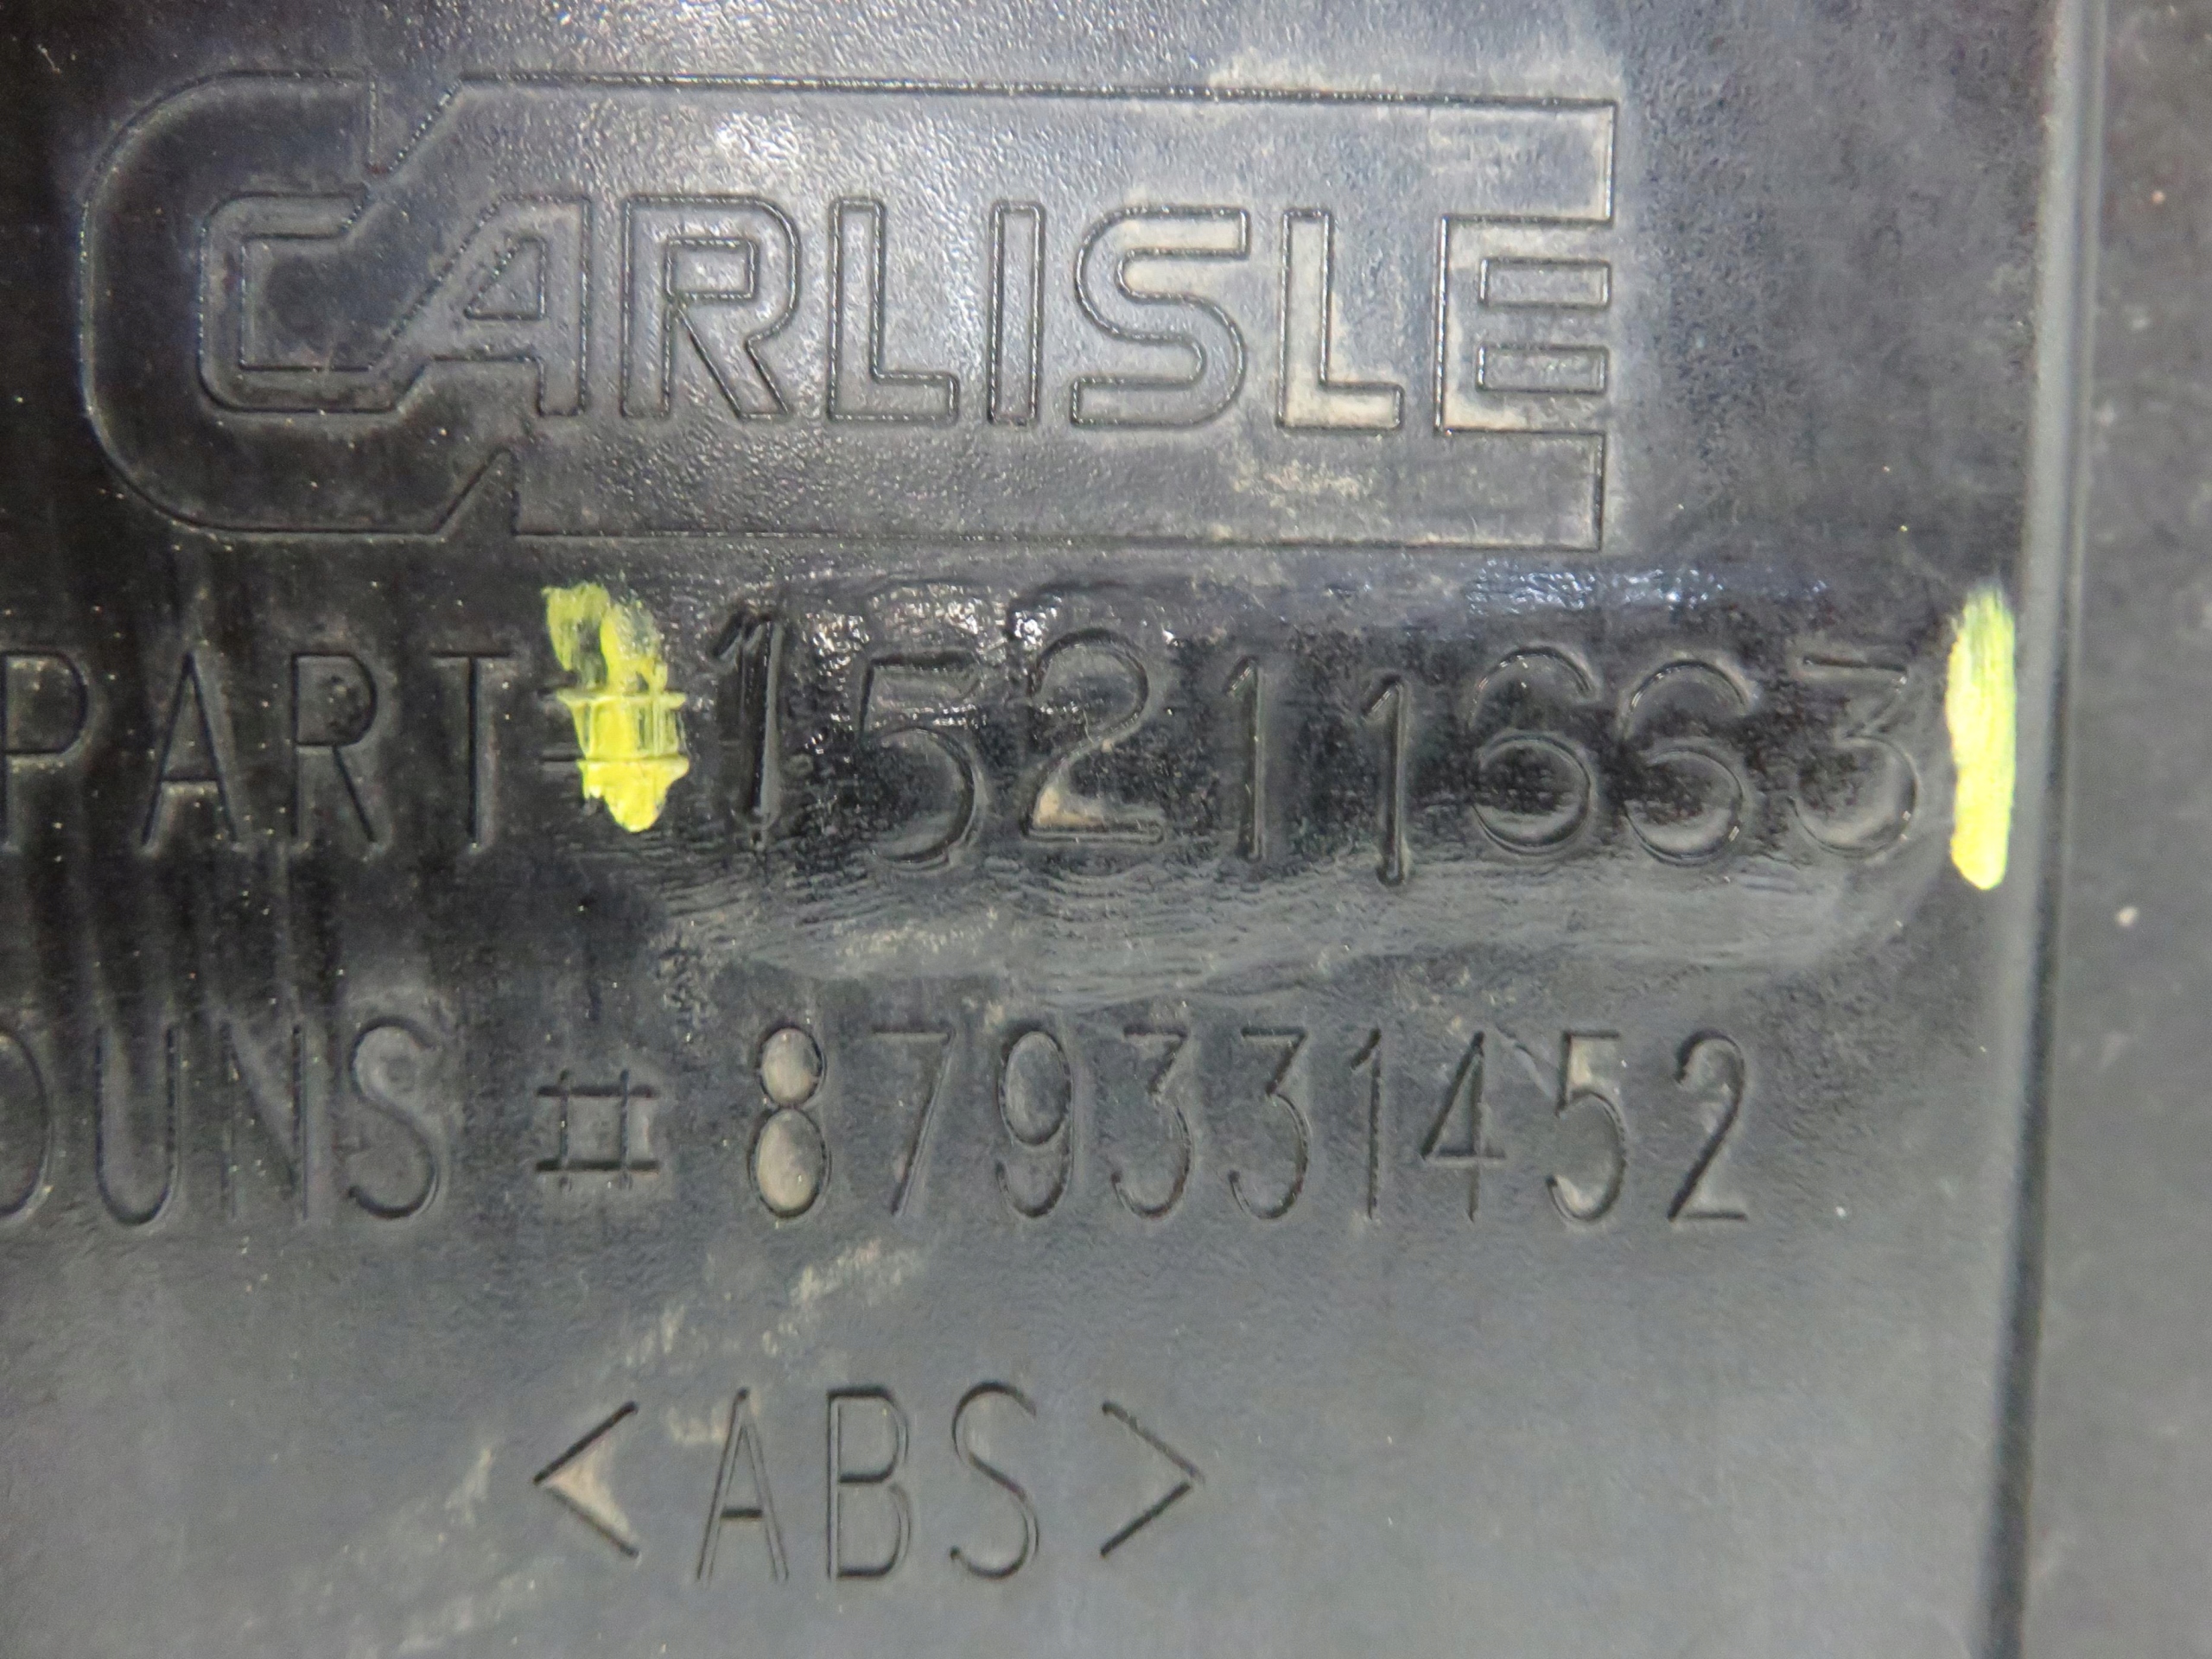 CARLISLE
PART # 15211663
DUNS # 879331452
<ABS>